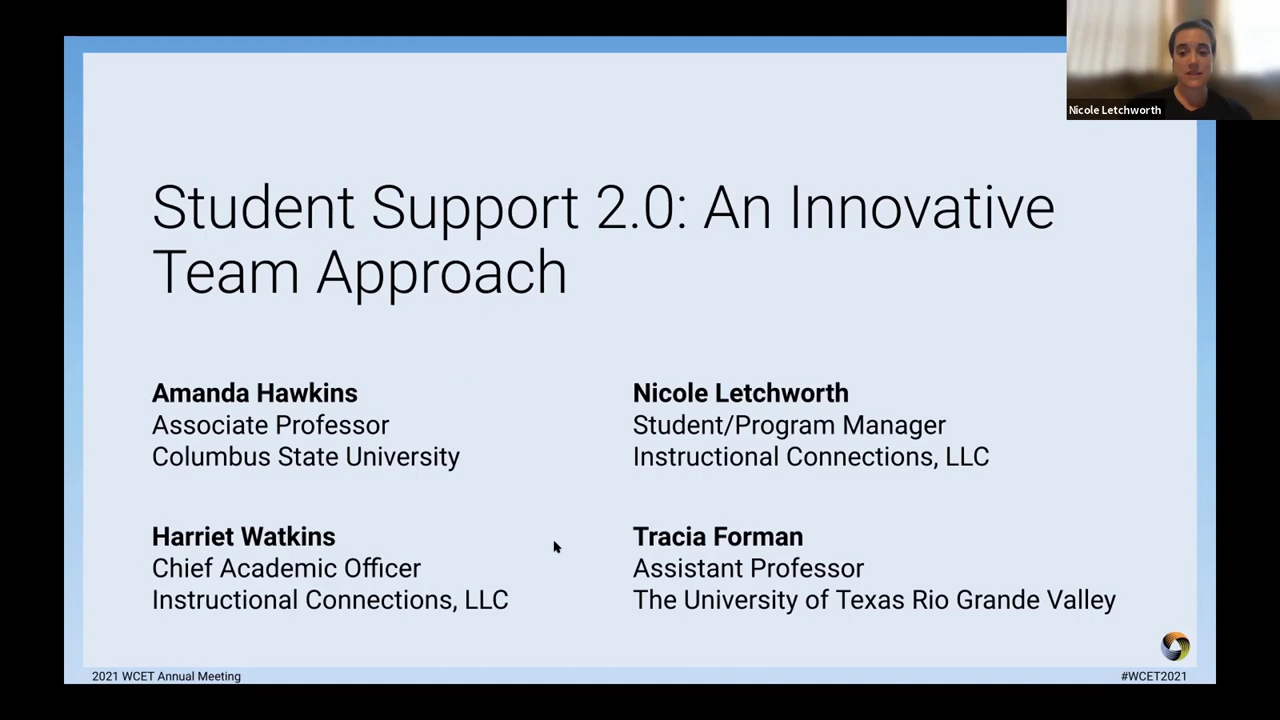 Nicole Letchworth
Student Support 2.0: An Innovative
Team Approach
Amanda Hawkins
Associate Professor
Columbus State University
Nicole Letchworth
Student/Program Manager
Instructional Connections, LLC
Harriet Watkins
Chief Academic Officer
Instructional Connections, LLC
Tracia Forman
Assistant Professor
The University of Texas Rio Grande Valley
2021 WCET Annual Meeting
#WCET2021